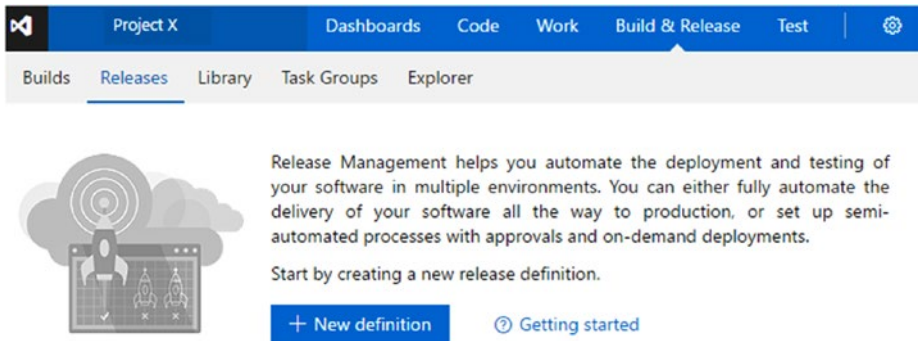 Project X Dashboards Code Work Build & Release Test
Builds Releases Library Task Groups Explorer
Release Management helps you automate the deployment and testing of
your software in multiple environments. You can either fully automate the
delivery of your software all the way to production, or set up semi-
automated processes with approvals and on-demand deployments.
Start by creating a new release definition.
+ New definition ? Getting started